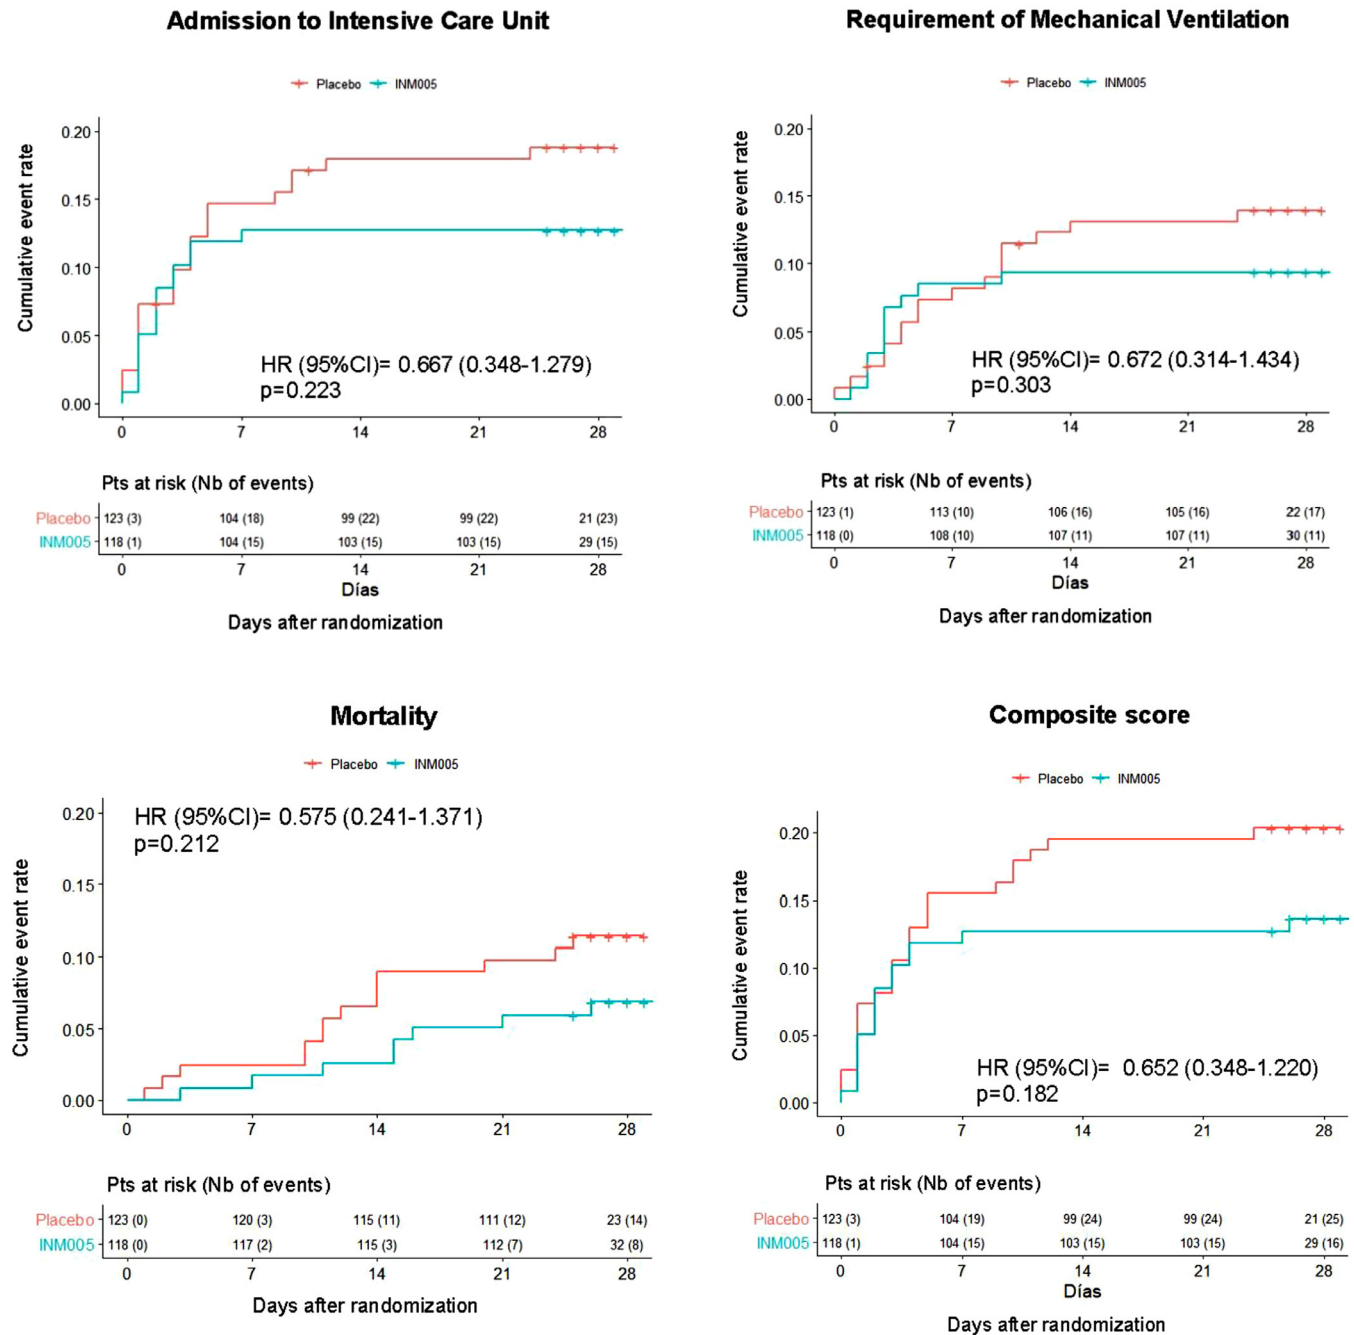 Admission to Intensive Care Unit
Placebo INM005
Cumulative event rate
0.20
0.15
0.10
0.05
0.00
HR (95%CI)= 0.667 (0.348-1.279)
p=0.223
0 7 14 21 28
Pts at risk (Nb of events)
Placebo 123 (3) 104 (18) 99 (22) 99 (22) 21 (23)
INM005 118 (1) 104 (15) 103 (15) 103 (15) 29 (15)
0 7 14 21 28
Días
Days after randomization
Requirement of Mechanical Ventilation
Placebo INM005
Cumulative event rate
0.20
0.15
0.10
0.05
0.00
HR (95%CI)= 0.672 (0.314-1.434)
p=0.303
0 7 14 21 28
Pts at risk (Nb of events)
Placebo 123 (1) 113 (10) 106 (16) 105 (16) 22 (17)
INM005 118 (0) 108 (10) 107 (11) 107 (11) 30 (11)
0 7 14 21 28
Días
Days after randomization
Mortality
Placebo INM005
Cumulative event rate
0.20
0.15
0.10
0.05
0.00
HR (95%CI)= 0.575 (0.241-1.371)
p=0.212
0 7 14 21 28
Pts at risk (Nb of events)
Placebo 123 (0) 120 (3) 115 (11) 111 (12) 23 (14)
INM005 118 (0) 117 (2) 115 (3) 112 (7) 32 (8)
0 7 14 21 28
Days after randomization
Composite score
Placebo INM005
Cumulative event rate
0.20
0.15
0.10
0.05
0.00
HR (95%CI)= 0.652 (0.348-1.220)
p=0.182
0 7 14 21 28
Pts at risk (Nb of events)
Placebo 123 (3) 104 (19) 99 (24) 99 (24) 21 (25)
INM005 118 (1) 104 (15) 103 (15) 103 (15) 29 (16)
0 7 14 21 28
Días
Days after randomization